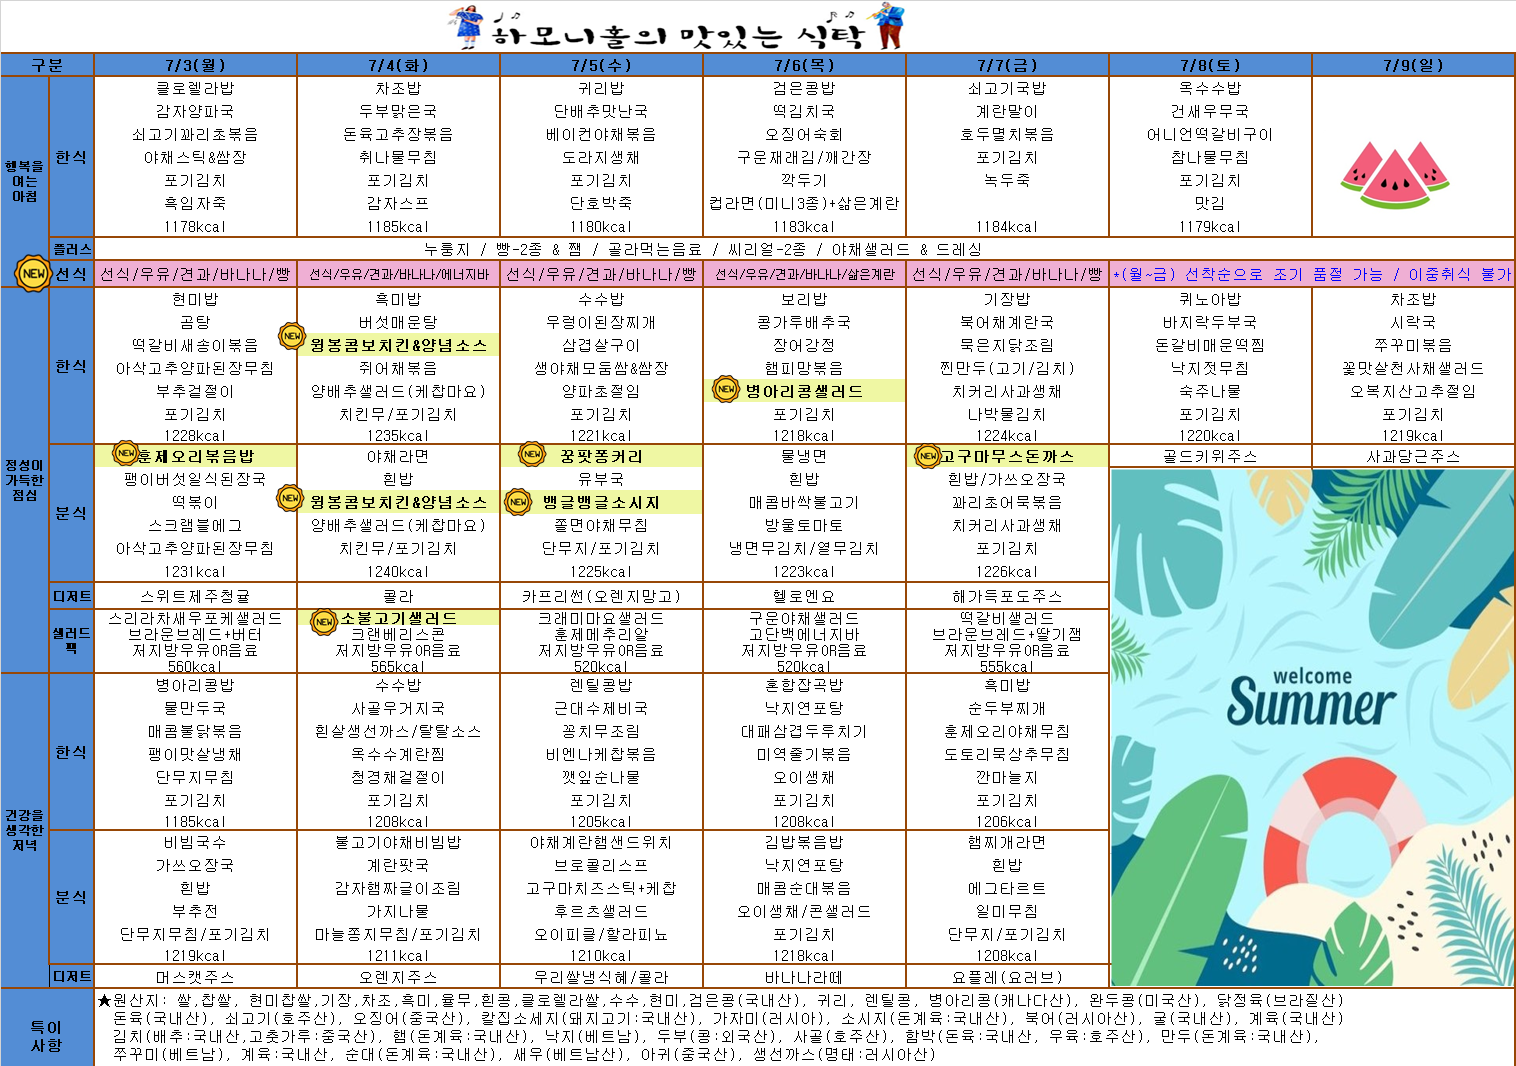 하모니홀의 맛있는 식탁
구분 7/3(월) 7/4(화) 7/5(수) 7/6(목) 7/7(금) 7/8(토) 7/9(일)
행복을
여는
아침
한식
클로렐라밥 차조밥 귀리밥 검은콩밥 쇠고기국밥 옥수수밥
감자양파국 두부맑은국 단배추맛난국 떡김치국 계란말이 건새우무국
쇠고기꽈리초볶음 돈육고추장볶음 베이컨야채볶음 오징어숙회 호두멸치볶음 어니언떡갈비구이
야채스틱&쌈장 취나물무침 도라지생채 구운재래김/깨간장 포기김치 참나물무침
포기김치 포기김치 포기김치 깍두기 녹두죽 포기김치
흑임자죽 감자스프 단호박죽 컵라면(미니3종)+삶은계란 맛김
1178kcal 1185kcal 1180kcal 1183kcal 1184kcal 1179kcal
플러스 누룽지 / 빵-2종 & 잼 / 골라먹는음료 / 씨리얼-2종 / 야채샐러드 & 드레싱
NEW 선식 선식/우유/견과/바나나/빵 선식/우유/견과/바나나/에너지바 선식/우유/견과/바나나/빵 선식/우유/견과/바나나/삶은계란 선식/우유/견과/바나나/빵 *(월~금) 선착순으로 조기 품절 가능 / 이중취식 불가
정성이
가득한
점심
한식
현미밥 흑미밥 수수밥 보리밥 기장밥 퀴노아밥 차조밥
곰탕 버섯매운탕 우렁이된장찌개 콩가루배추국 북어채계란국 바지락두부국 시락국
떡갈비새송이볶음 NEW 윙봉콤보치킨&양념소스 삼겹살구이 장어강정 묵은지닭조림 돈갈비매운떡찜 쭈꾸미볶음
아삭고추양파된장무침 쥐어채볶음 생야채모둠쌈&쌈장 햄피망볶음 찐만두(고기/김치) 낙지젓무침 꽃맛살천사채샐러드
부추겉절이 양배추샐러드(케찹마요) 양파초절임 NEW 병아리콩샐러드 치커리사과생채 숙주나물 오복지산고추절임
포기김치 치킨무/포기김치 포기김치 포기김치 나박물김치 포기김치 포기김치
1228kcal 1235kcal 1221kcal 1218kcal 1224kcal 1220kcal 1219kcal
분식
NEW 훈제오리볶음밥 야채라면 NEW 꿍팟퐁커리 물냉면 NEW 고구마무스돈까스 골드키위주스 사과당근주스
팽이버섯일식된장국 흰밥 유부국 흰밥 흰밥/가쓰오장국
떡볶이 NEW 윙봉콤보치킨&양념소스 NEW 뱅글뱅글소시지 매콤바싹불고기 꽈리초어묵볶음
스크램블에그 양배추샐러드(케찹마요) 쫄면야채무침 방울토마토 치커리사과생채
아삭고추양파된장무침 치킨무/포기김치 단무지/포기김치 냉면무김치/열무김치 포기김치
1231kcal 1240kcal 1225kcal 1223kcal 1226kcal
디저트 스위트제주청귤 콜라 카프리썬(오렌지망고) 헬로엔요 해가득포도주스
샐러드
팩
스리라차새우포케샐러드 NEW 소불고기샐러드 크래미마요샐러드 구운야채샐러드 떡갈비샐러드
브라운브레드+버터 크랜베리스콘 훈제메추리알 고단백에너지바 브라운브레드+딸기잼
저지방우유OR음료 저지방우유OR음료 저지방우유OR음료 저지방우유OR음료 저지방우유OR음료
560kcal 565kcal 520kcal 520kcal 555kcal
welcome
Summer
건강을
생각한
저녁
한식
병아리콩밥 수수밥 렌틸콩밥 혼합잡곡밥 흑미밥
물만두국 사골우거지국 근대수제비국 낙지연포탕 순두부찌개
매콤불닭볶음 흰살생선까스/탈탈소스 꽁치무조림 대패삼겹두루치기 훈제오리야채무침
팽이맛살냉채 옥수수계란찜 비엔나케찹볶음 미역줄기볶음 도토리묵상추무침
단무지무침 청경채겉절이 깻잎순나물 오이생채 깐마늘지
포기김치 포기김치 포기김치 포기김치 포기김치
1185kcal 1208kcal 1205kcal 1208kcal 1206kcal
분식
비빔국수 불고기야채비빔밥 야채계란햄샌드위치 김밥볶음밥 햄찌개라면
가쓰오장국 계란팟국 브로콜리스프 낙지연포탕 흰밥
흰밥 감자햄짜글이조림 고구마치즈스틱+케찹 매콤순대볶음 에그타르트
부추전 가지나물 후르츠샐러드 오이생채/콘샐러드 일미무침
단무지무침/포기김치 마늘쫑지무침/포기김치 오이피클/할라피뇨 포기김치 단무지/포기김치
1219kcal 1211kcal 1210kcal 1218kcal 1208kcal
디저트 머스캣주스 오렌지주스 우리쌀냉식혜/콜라 바나나라떼 요플레(요러브)
특이
사항
★원산지: 쌀,찹쌀, 현미찹쌀,기장,차조,흑미,율무,흰콩,클로렐라쌀,수수,현미,검은콩(국내산), 귀리, 렌틸콩, 병아리콩(캐나다산), 완두콩(미국산), 닭정육(브라질산)
돈육(국내산), 쇠고기(호주산), 오징어(중국산), 칼집소세지(돼지고기:국내산), 가자미(러시아), 소시지(돈계육:국내산), 북어(러시아산), 굴(국내산), 계육(국내산)
김치(배추:국내산,고춧가루:중국산), 햄(돈계육:국내산), 낙지(베트남), 두부(콩:외국산), 사골(호주산), 함박(돈육:국내산, 우육:호주산), 만두(돈계육:국내산),
쭈꾸미(베트남), 계육:국내산, 순대(돈계육:국내산), 새우(베트남산), 아귀(중국산), 생선까스(명태:러시아산)